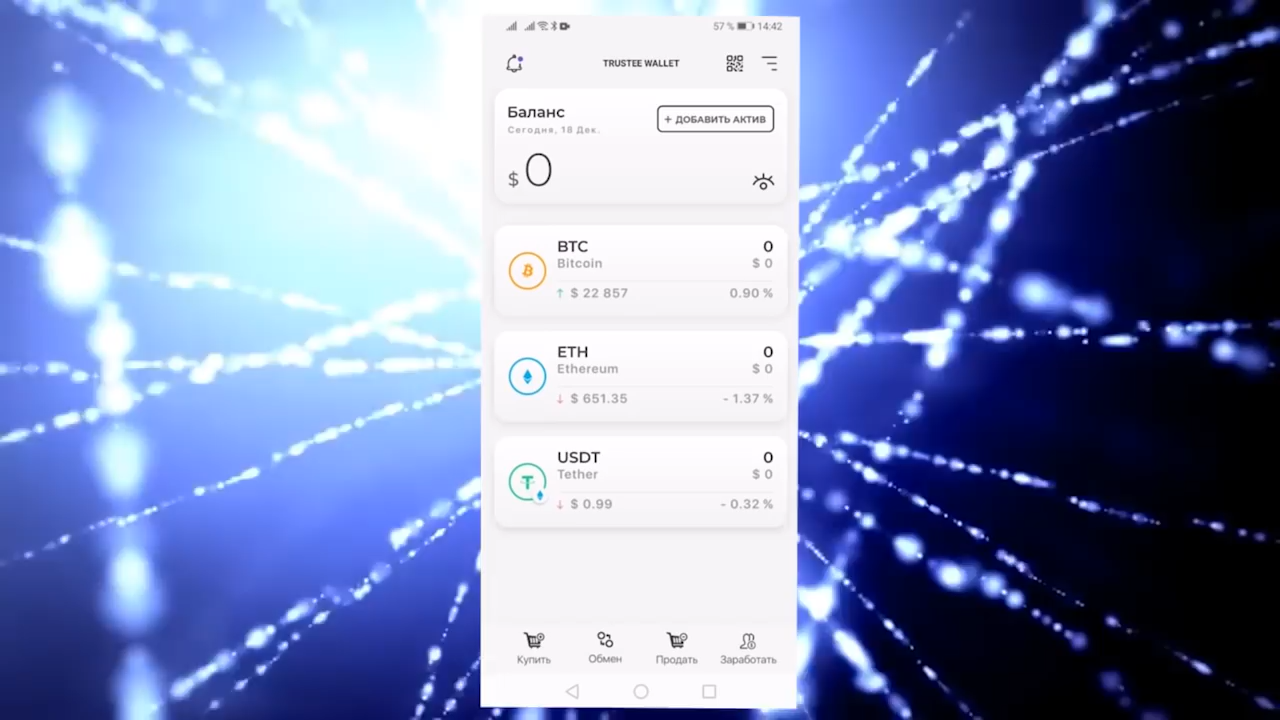 57 % 14:42
TRUSTEE WALLET
Баланс
+ ДОБАВИТЬ АКТИВ
Сегодня, 18 Дек.
$ 0
BTC 0
Bitcoin $ 0
↑ $ 22 857 0.90 %
ETH 0
Ethereum $ 0
↓ $ 651.35 - 1.37 %
USDT 0
Tether $ 0
↓ $ 0.99 - 0.32 %
Купить Обмен Продать Заработать